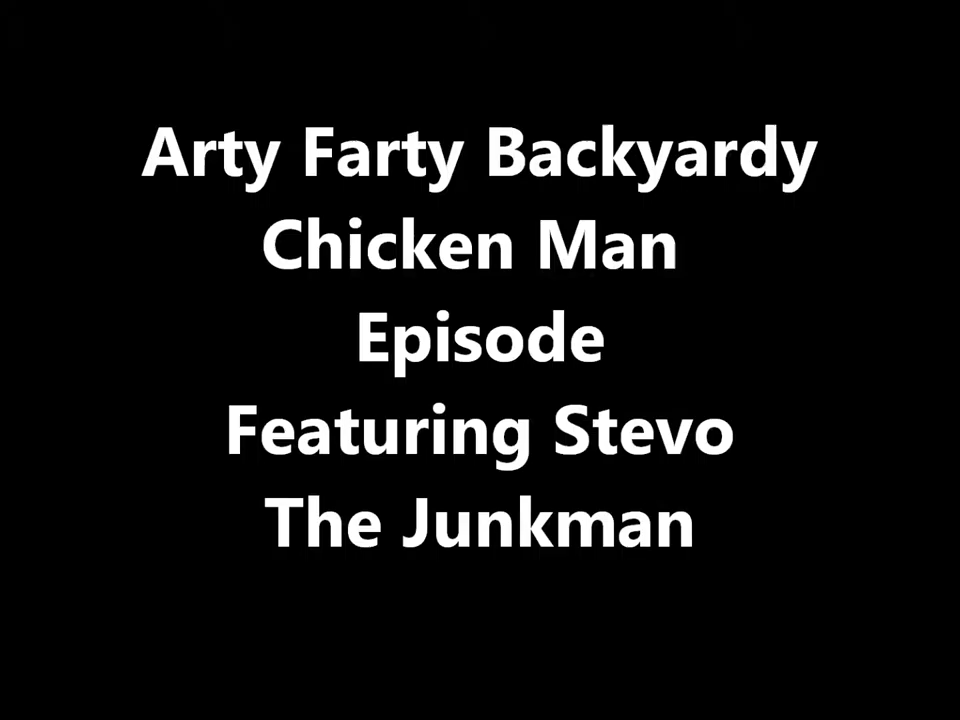 Arty Farty Backyardy
Chicken Man
Episode
Featuring Stevo
The Junkman